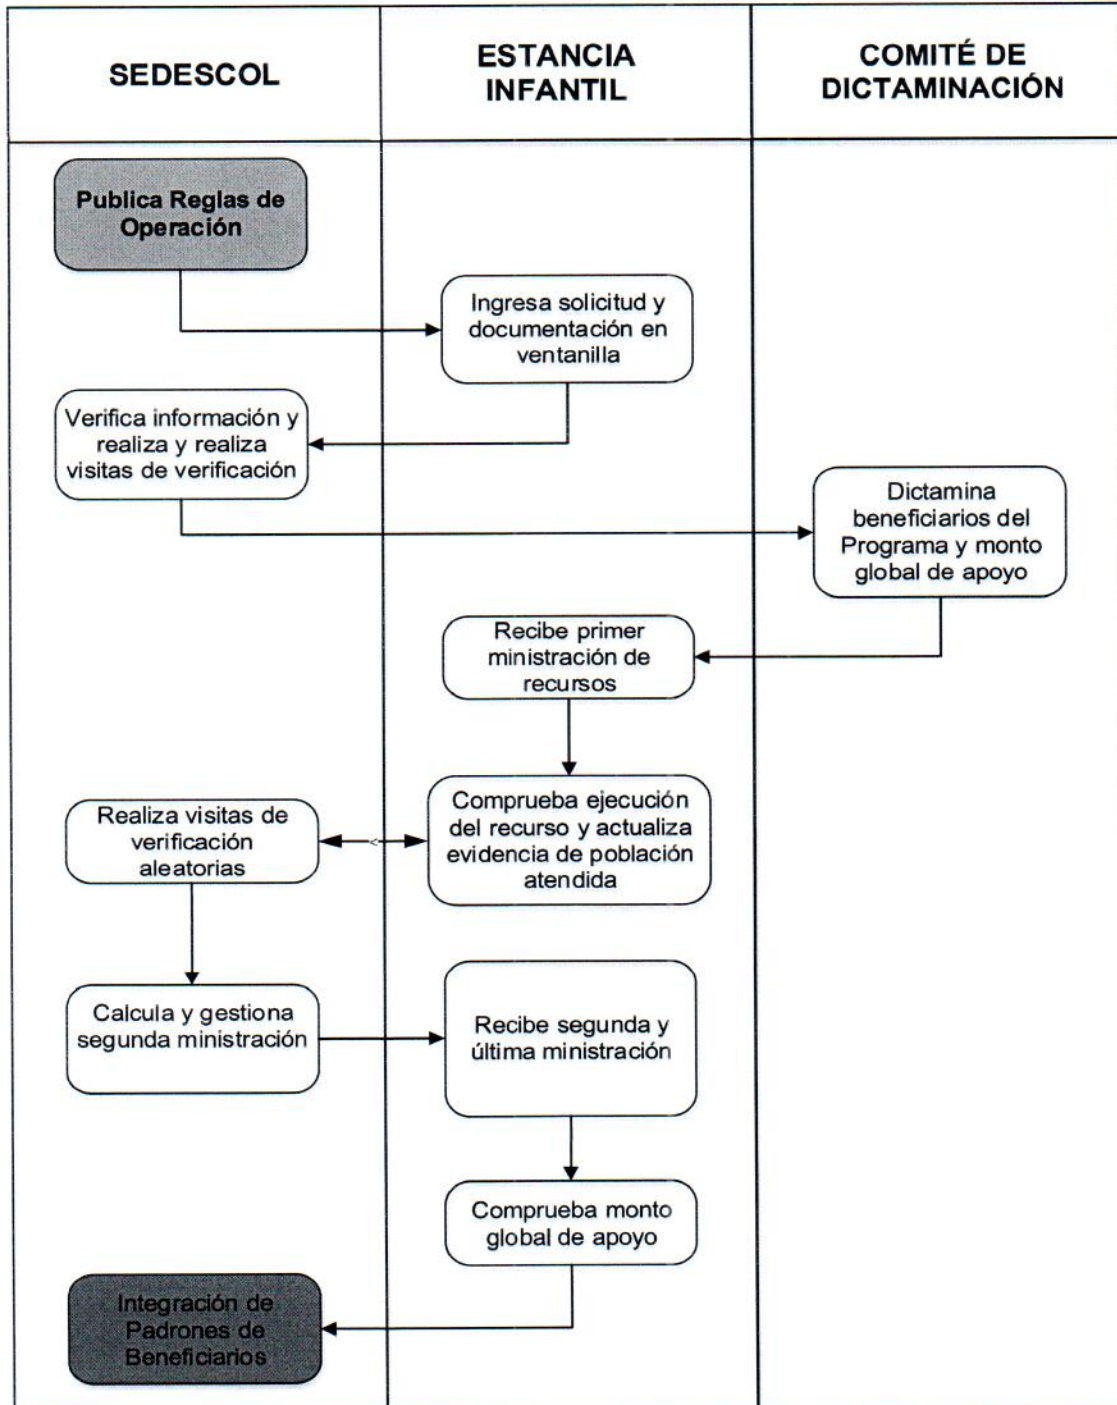 SEDESCOL
ESTANCIA
INFANTIL
COMITÉ DE
DICTAMINACIÓN
Publica Reglas de
Operación
Ingresa solicitud y
documentación en
ventanilla
Verifica información y
realiza y realiza
visitas de verificación
Dictamina
beneficiarios del
Programa y monto
global de apoyo
Recibe primer
ministración de
recursos
Comprueba ejecución
del recurso y actualiza
evidencia de población
atendida
Realiza visitas de
verificación
aleatorias
Calcula y gestiona
segunda ministración
Recibe segunda y
última ministración
Comprueba monto
global de apoyo
Integración de
Padrones de
Beneficiarios